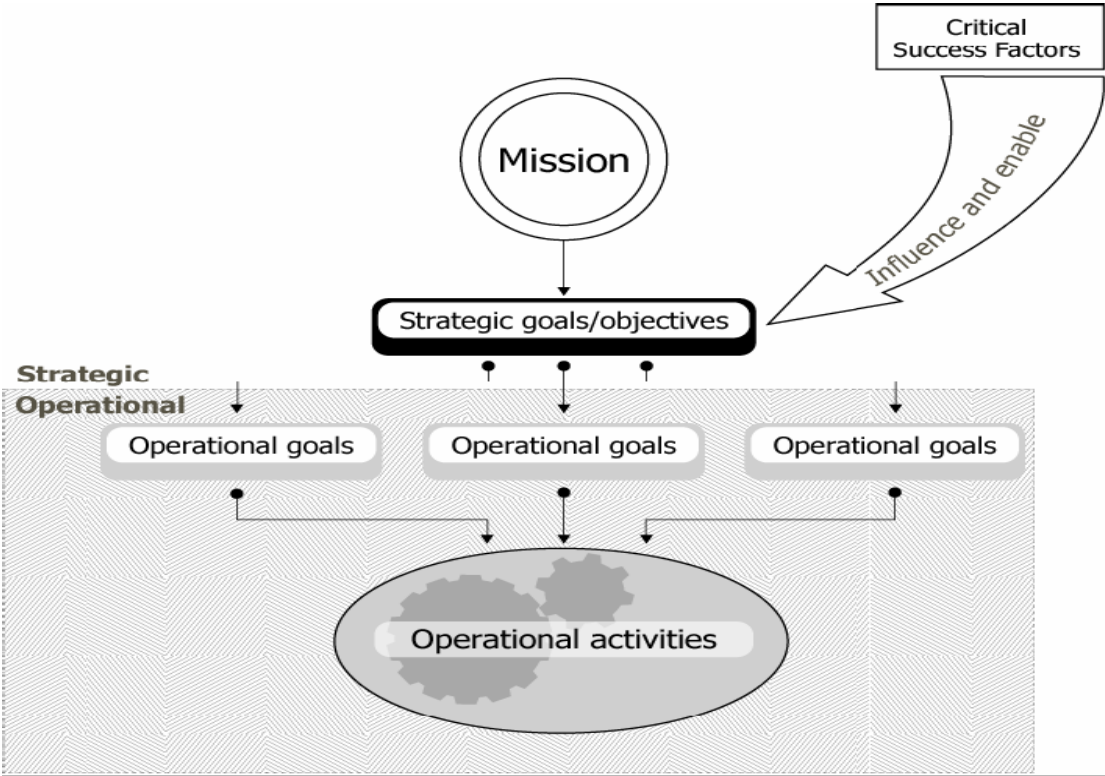 Critical
Success Factors
Mission
Influence and enable
Strategic goals/objectives
Strategic
Operational
Operational goals
Operational goals
Operational goals
Operational activities